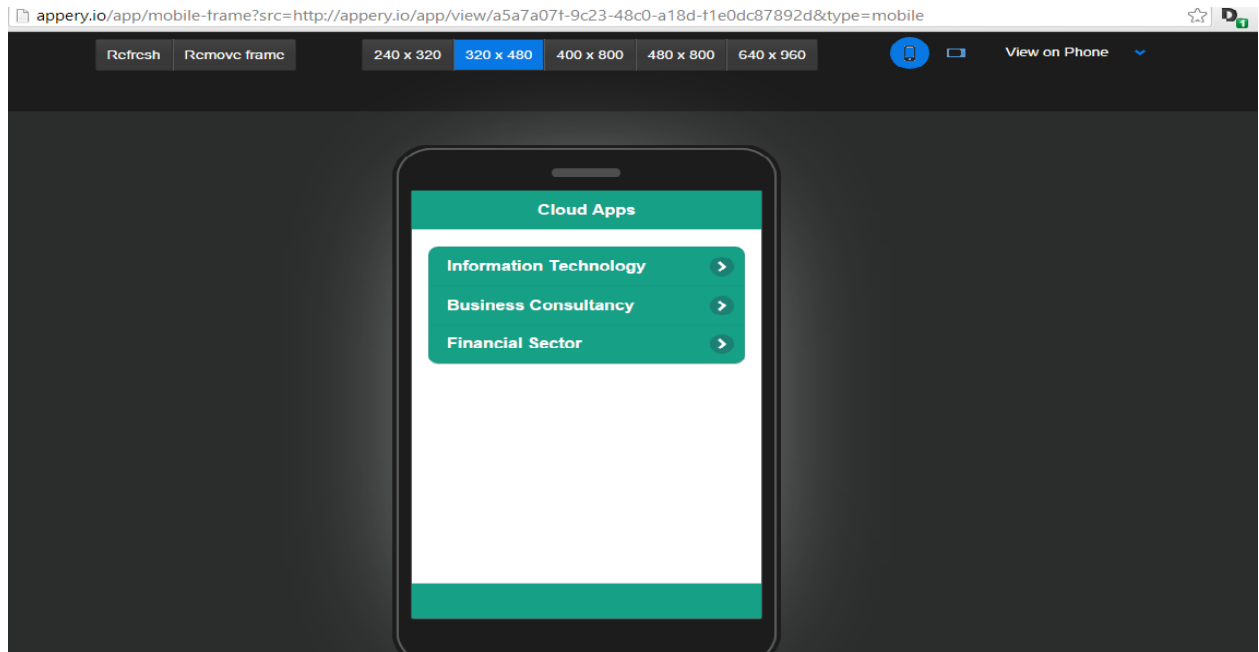 appery.io/app/mobile-frame?src=http://appery.io/app/view/a5a7a07f-9c23-48c0-a18d-f1e0dc87892d&type=mobile
Refresh Remove frame 240 x 320 320 x 480 400 x 800 480 x 800 640 x 960 View on Phone
Cloud Apps
Information Technology
Business Consultancy
Financial Sector